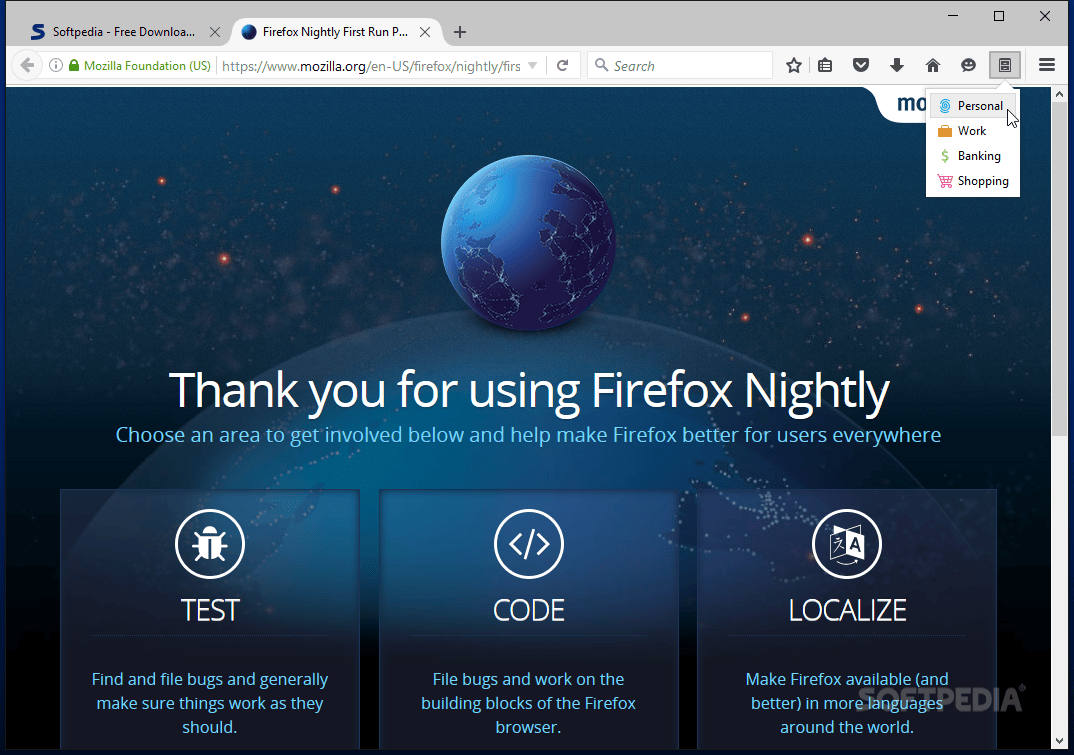 Softpedia - Free Downloa...
Firefox Nightly First Run P...
Mozilla Foundation (US)
https://www.mozilla.org/en-US/firefox/nightly/firs
Search
mo
Personal
Work
Banking
Shopping
Thank you for using Firefox Nightly
Choose an area to get involved below and help make Firefox better for users everywhere
TEST
Find and file bugs and generally
make sure things work as they
should.
CODE
File bugs and work on the
building blocks of the Firefox
browser.
LOCALIZE
Make Firefox available (and
better) in more languages
around the world.
SOFTPEDIA®